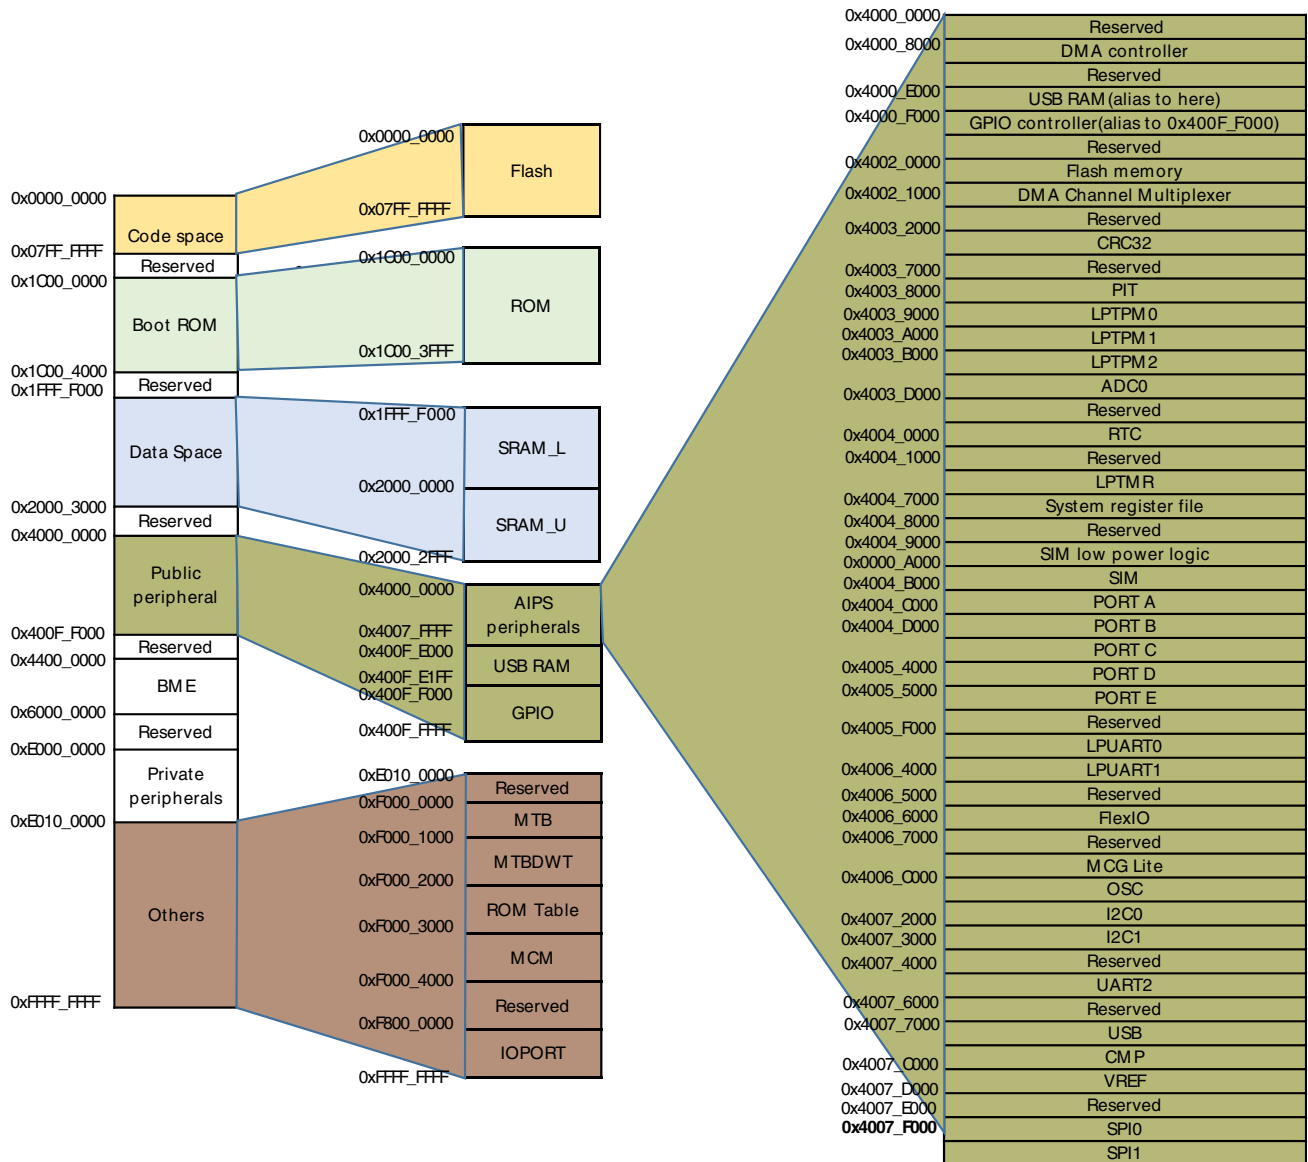 0x0000_0000
Code space
0x07FF_FFFF
Reserved
0x1C00_0000
Boot ROM
0x1C00_4000
Reserved
0x1FFF_F000
Data Space
0x2000_3000
Reserved
0x4000_0000
Public
peripheral
0x400F_F000
Reserved
0x4400_0000
BME
0x6000_0000
Reserved
0xE000_0000
Private
peripherals
0xE010_0000
Others
0xFFFF_FFFF
0x0000_0000
Flash
0x07FF_FFFF
0x1C00_0000
ROM
0x1C00_3FFF
0x1FFF_F000
SRAM_L
0x2000_0000
SRAM_U
0x2000_2FFF
0x4000_0000
AIPS
peripherals
0x4007_FFFF
0x400F_E000
USB RAM
0x400F_E1FF
0x400F_F000
GPIO
0x400F_FFFF
0xE010_0000
Reserved
0xF000_0000
MTB
0xF000_1000
MTBDWT
0xF000_2000
ROM Table
0xF000_3000
MCM
0xF000_4000
Reserved
0xF800_0000
IOPORT
0xFFFF_FFFF
0x4000_0000
Reserved
0x4000_8000
DMA controller
Reserved
0x4000_E000
USB RAM(alias to here)
0x4000_F000
GPIO controller(alias to 0x400F_F000)
Reserved
0x4002_0000
Flash memory
0x4002_1000
DMA Channel Multiplexer
Reserved
0x4003_2000
CRC32
Reserved
0x4003_7000
PIT
0x4003_8000
LPTPM0
0x4003_9000
LPTPM1
0x4003_A000
0x4003_B000
LPTPM2
ADC0
0x4003_D000
Reserved
0x4004_0000
RTC
0x4004_1000
Reserved
LPTMR
0x4004_7000
System register file
0x4004_8000
Reserved
0x4004_9000
SIM low power logic
0x0000_A000
SIM
0x4004_B000
PORT A
0x4004_C000
PORT B
0x4004_D000
PORT C
0x4005_4000
PORT D
0x4005_5000
PORT E
Reserved
0x4005_F000
LPUART0
LPUART1
0x4006_4000
Reserved
0x4006_5000
FlexIO
0x4006_6000
0x4006_7000
Reserved
MCG Lite
0x4006_C000
OSC
I2C0
0x4007_2000
I2C1
0x4007_3000
Reserved
0x4007_4000
UART2
0x4007_6000
Reserved
0x4007_7000
USB
CMP
0x4007_C000
VREF
0x4007_D000
Reserved
0x4007_E000
SPI0
0x4007_F000
SPI1